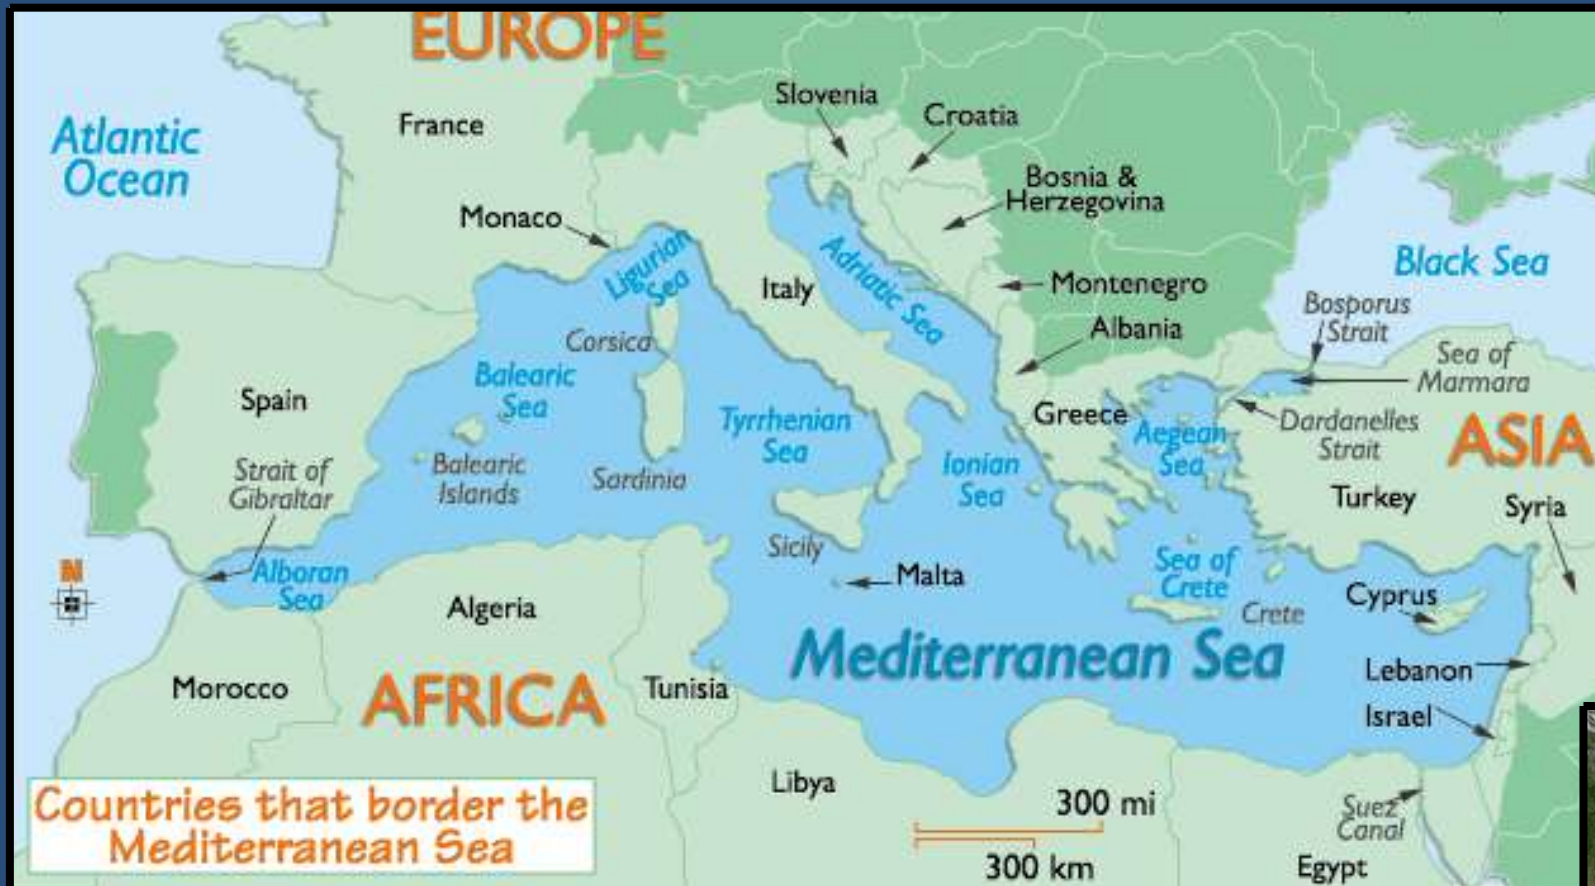 EUROPE
Slovenia
Croatia
France
Atlantic
Ocean
Bosnia &
Herzegovina
Monaco
Ligurian
Sea
Adriatic Sea
Black Sea
Italy
Montenegro
Bosporus
Strait
Albania
Corsica
Sea of
Marmara
Balearic
Sea
Spain
Greece
Tyrrhenian
Sea
Aegean
Sea
Dardanelles
Strait
ASIA
Ionian
Sea
Strait of
Gibraltar
Balearic
Islands
Sardinia
Turkey
Syria
Sicily
N
Alboran
Sea
Malta
Sea of
Crete
Crete
Cyprus
Algeria
Mediterranean Sea
Lebanon
Morocco
AFRICA
Tunisia
Israel
Libya
Countries that border the
Mediterranean Sea
300 mi
300 km
Suez
Canal
Egypt